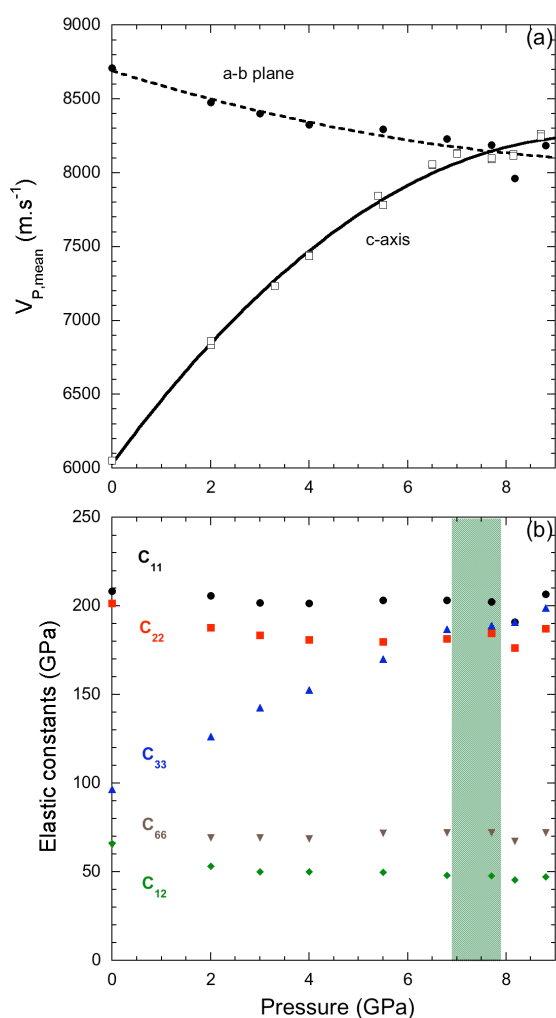 (a)
9000
8500
8000
7500
7000
6500
6000
V_P,mean (m.s⁻¹)
a-b plane
c-axis
0 2 4 6 8
(b)
250
200
150
100
50
0
Elastic constants (GPa)
C₁₁
C₂₂
C₃₃
C₆₆
C₁₂
0 2 4 6 8
Pressure (GPa)